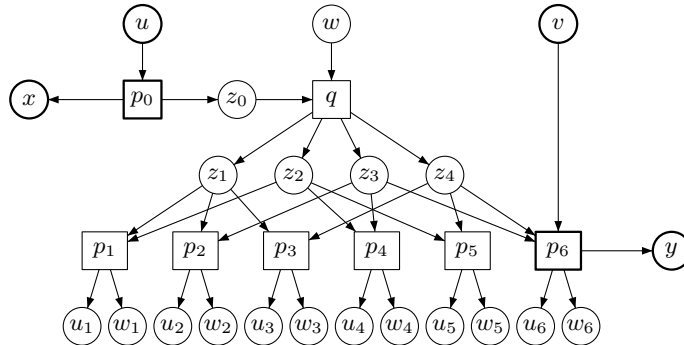 u w v
x p₀ z₀ q
z₁ z₂ z₃ z₄
p₁ p₂ p₃ p₄ p₅ p₆ y
u₁ w₁ u₂ w₂ u₃ w₃ u₄ w₄ u₅ w₅ u₆ w₆